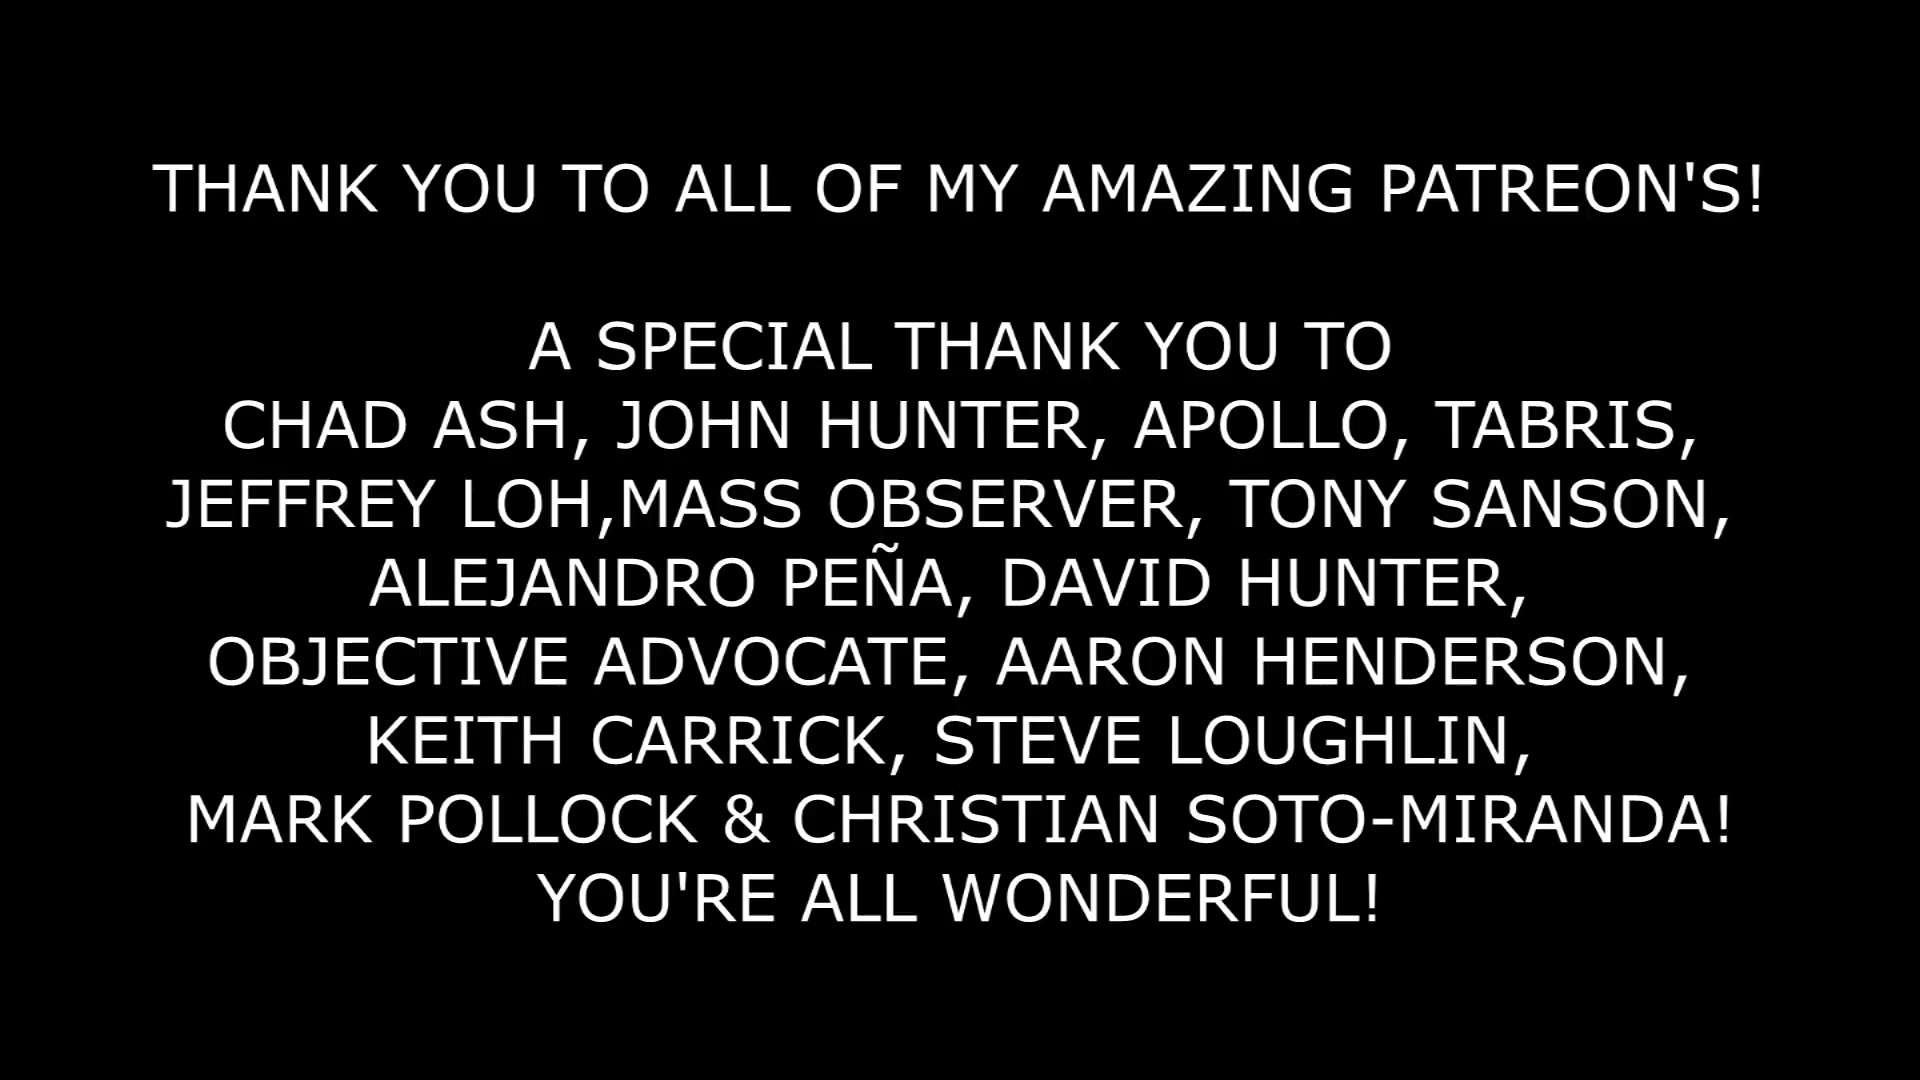 THANK YOU TO ALL OF MY AMAZING PATREON'S!
A SPECIAL THANK YOU TO
CHAD ASH, JOHN HUNTER, APOLLO, TABRIS,
JEFFREY LOH,MASS OBSERVER, TONY SANSON,
ALEJANDRO PEÑA, DAVID HUNTER,
OBJECTIVE ADVOCATE, AARON HENDERSON,
KEITH CARRICK, STEVE LOUGHLIN,
MARK POLLOCK & CHRISTIAN SOTO-MIRANDA!
YOU'RE ALL WONDERFUL!